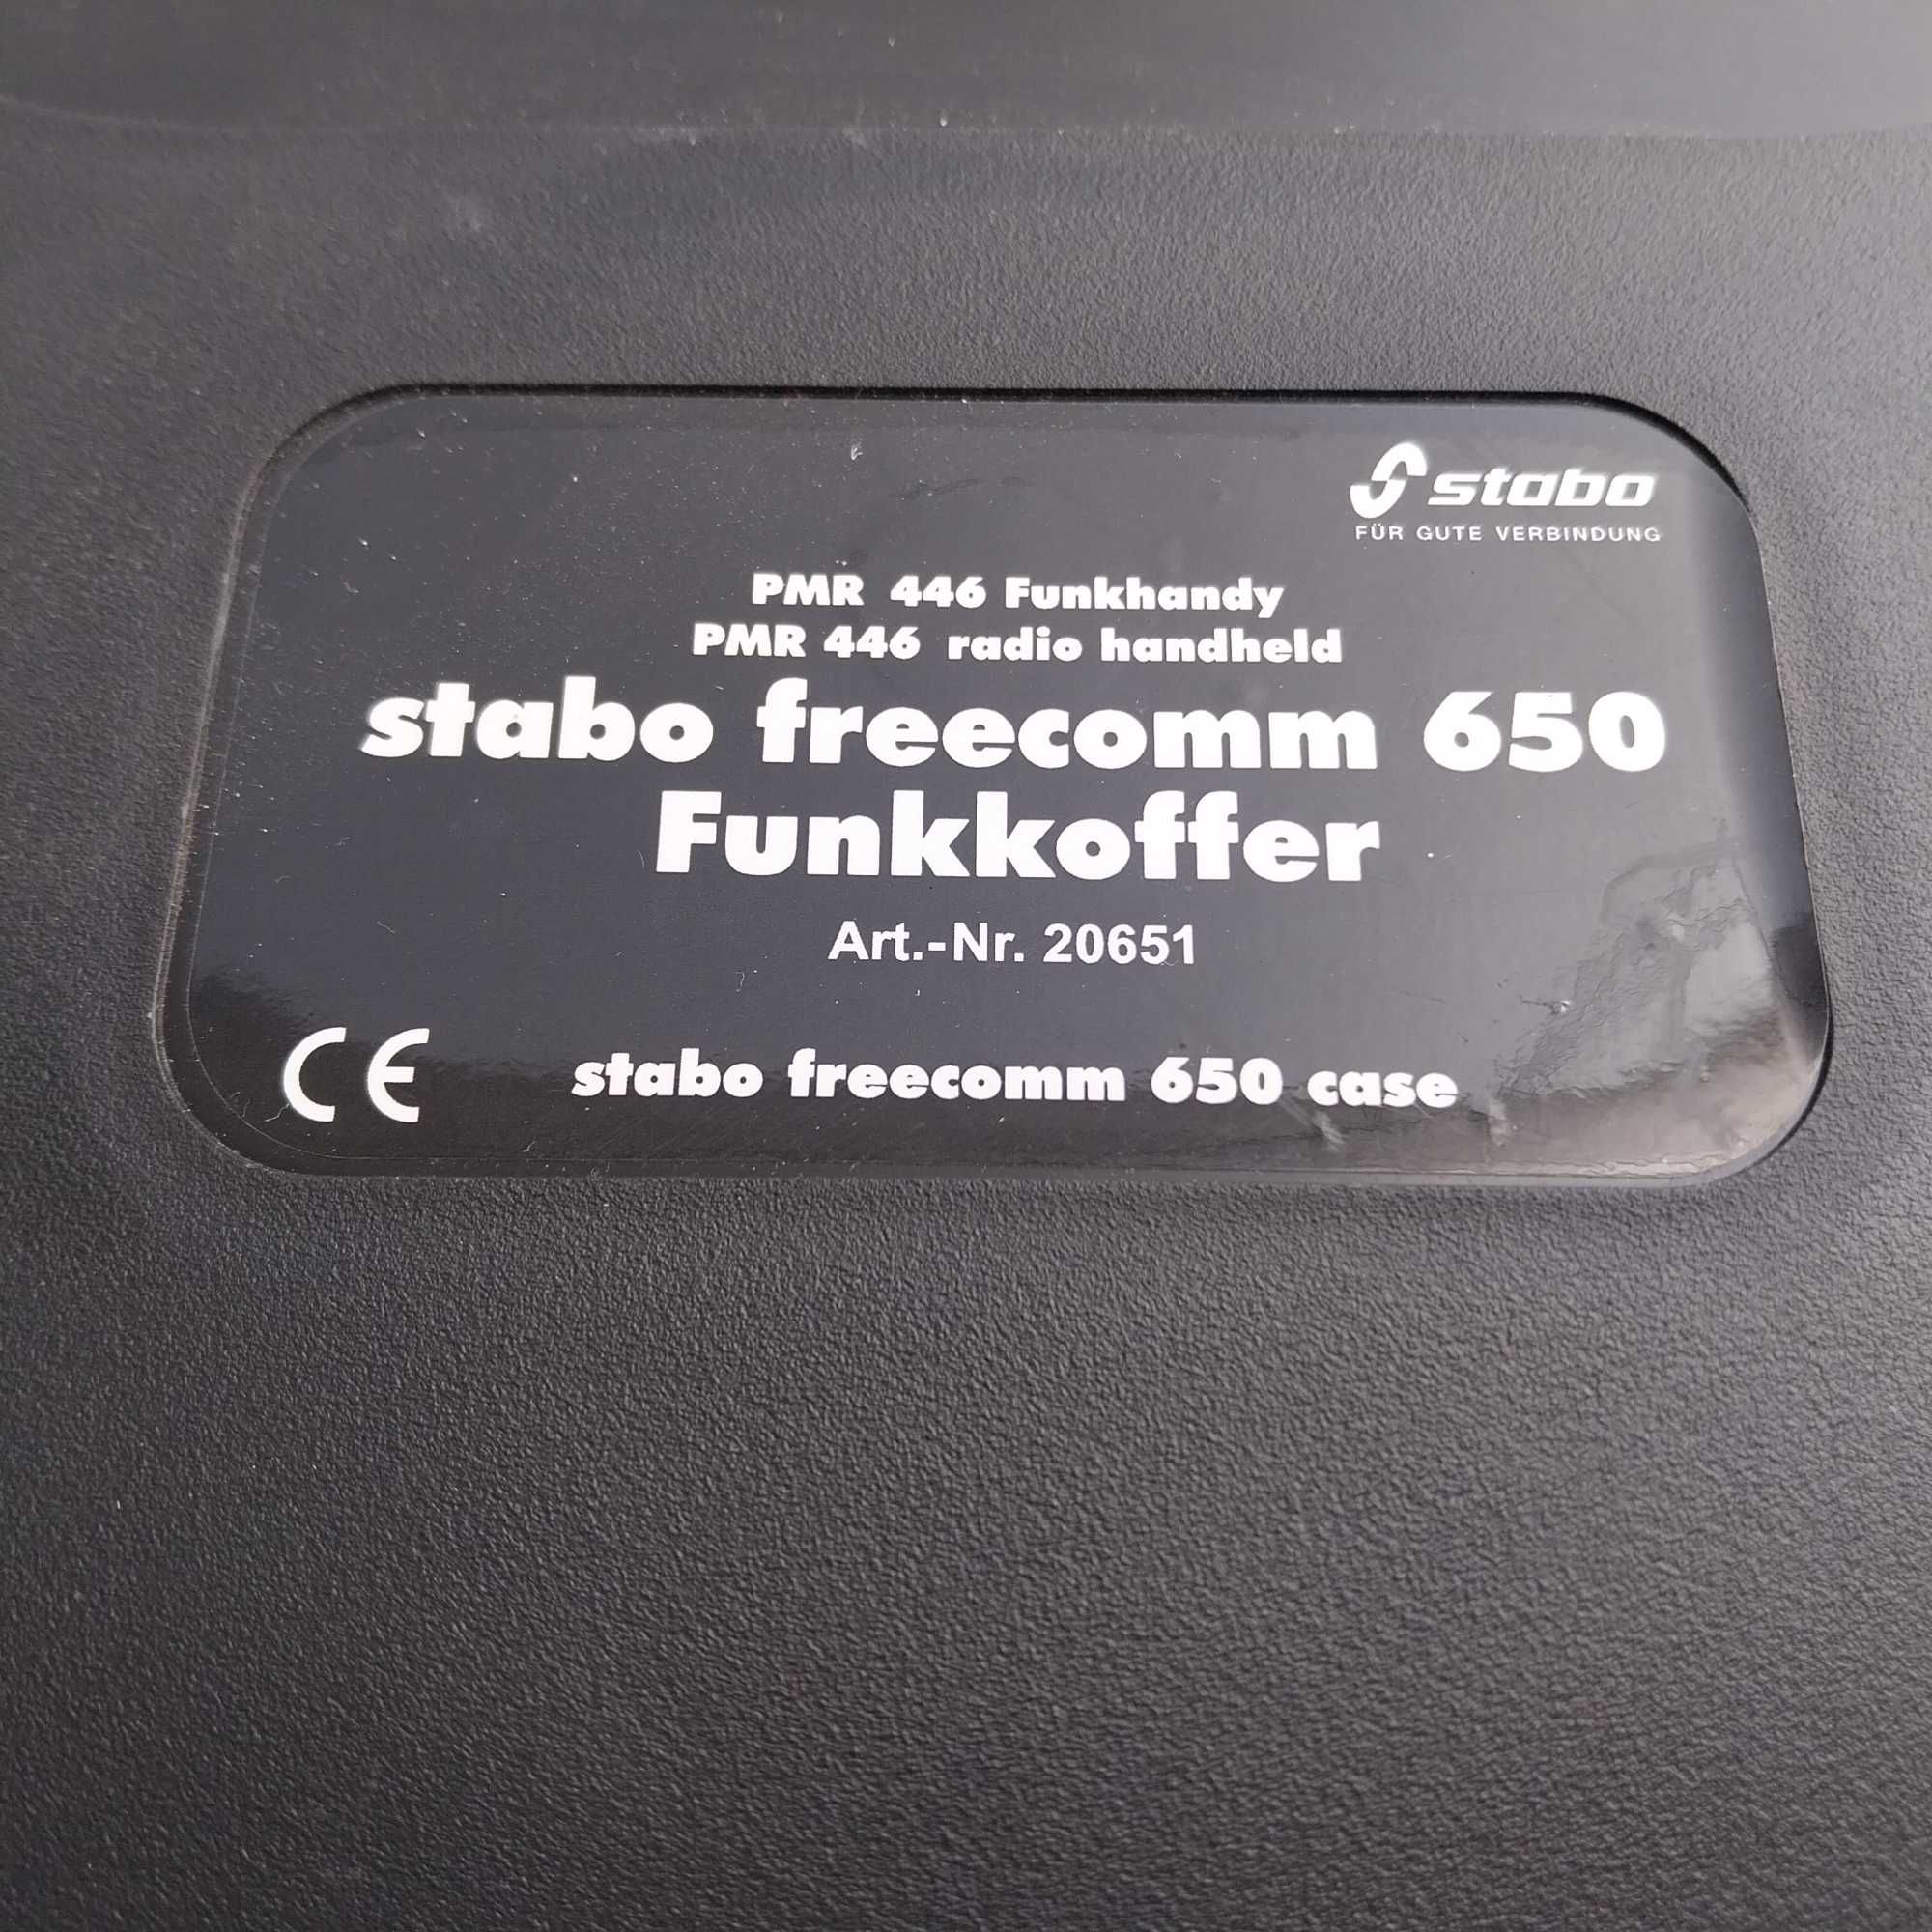 stabo
FÜR GUTE VERBINDUNG
PMR 446 Funkhandy
PMR 446 radio handheld
stabo freecomm 650
Funkkoffer
Art.-Nr. 20651
CE
stabo freecomm 650 case